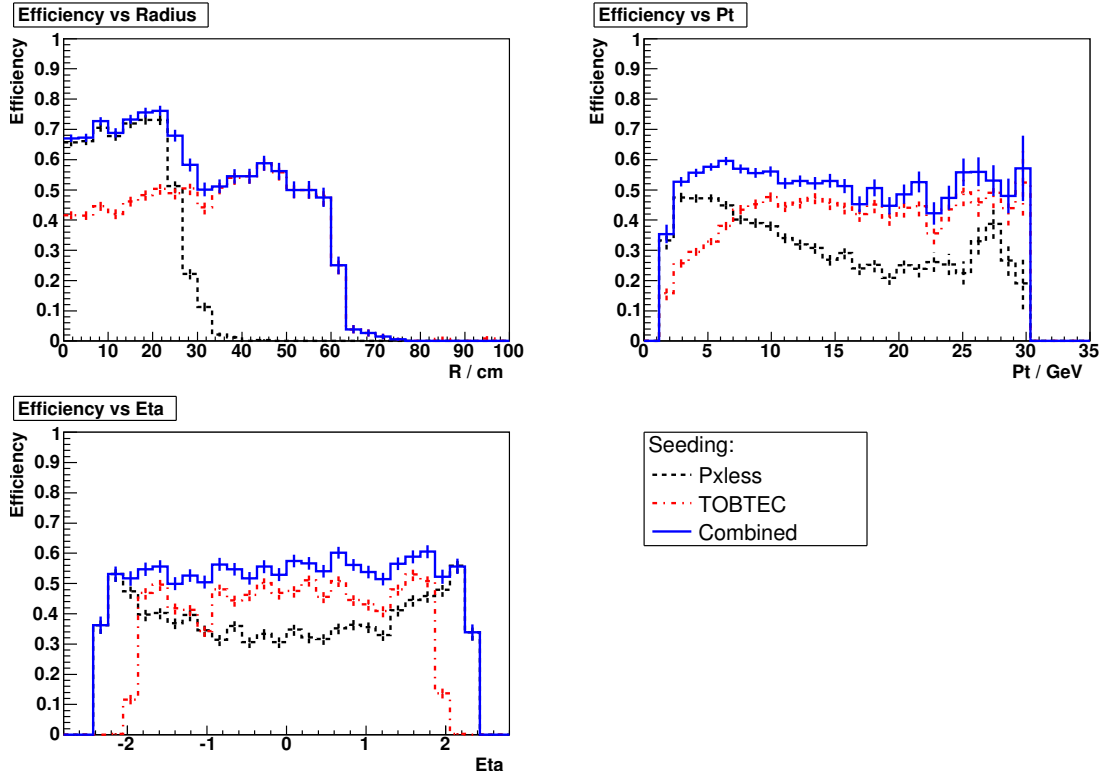 Efficiency vs Radius
Efficiency
1
0.9
0.8
0.7
0.6
0.5
0.4
0.3
0.2
0.1
0
0 10 20 30 40 50 60 70 80 90 100
R / cm
Efficiency vs Pt
Efficiency
1
0.9
0.8
0.7
0.6
0.5
0.4
0.3
0.2
0.1
0
0 5 10 15 20 25 30 35
Pt / GeV
Efficiency vs Eta
Efficiency
1
0.9
0.8
0.7
0.6
0.5
0.4
0.3
0.2
0.1
0
-2 -1 0 1 2
Eta
Seeding:
Pxless
TOBTEC
Combined